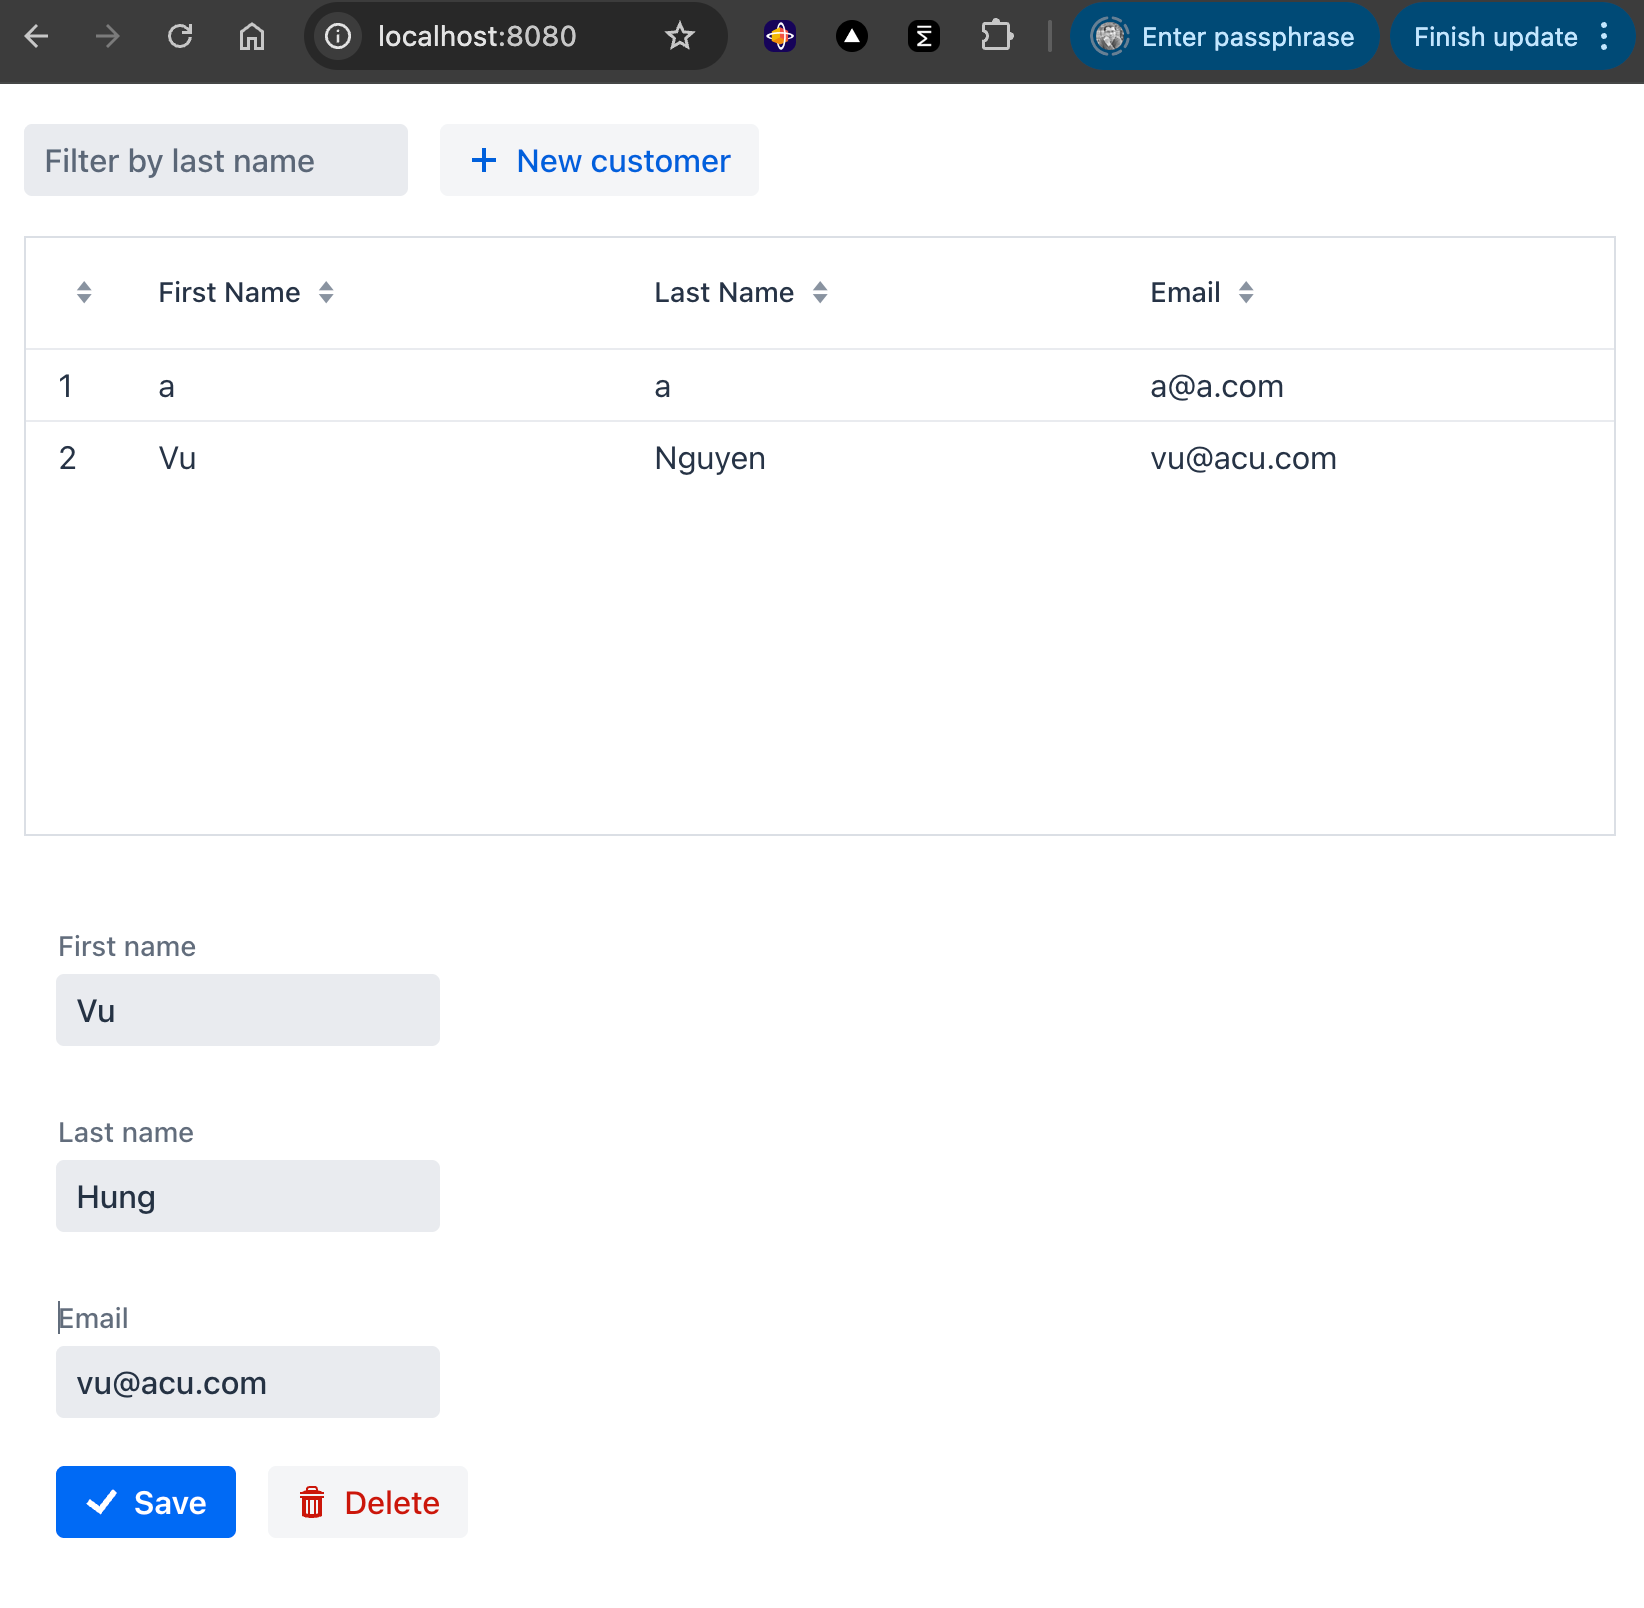 localhost:8080 Enter passphrase Finish update
Filter by last name + New customer
First Name Last Name Email
1 a a a@a.com
2 Vu Nguyen vu@acu.com
First name
Vu
Last name
Hung
Email
vu@acu.com
Save Delete